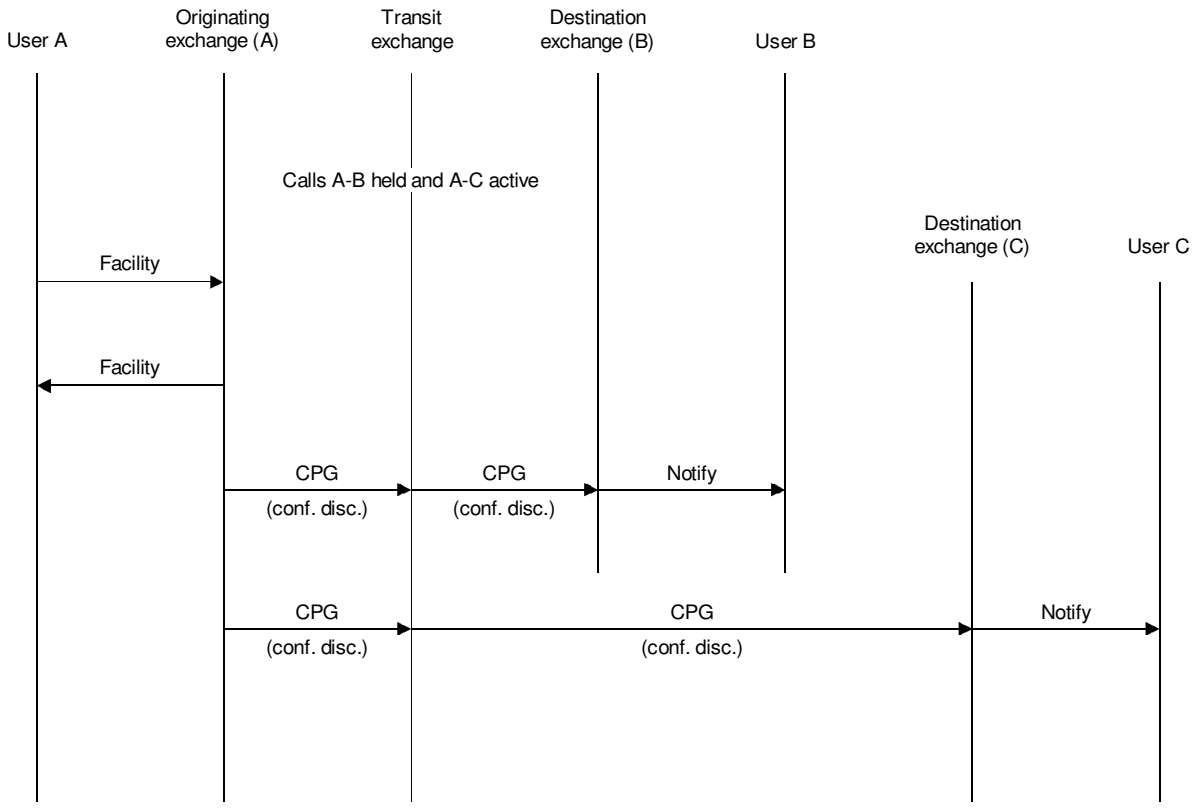 Originating
exchange (A)
Transit
exchange
Destination
exchange (B)
User A
User B
Calls A-B held and A-C active
Destination
exchange (C)
User C
Facility
Facility
CPG
CPG
Notify
(conf. disc.)
(conf. disc.)
CPG
CPG
Notify
(conf. disc.)
(conf. disc.)